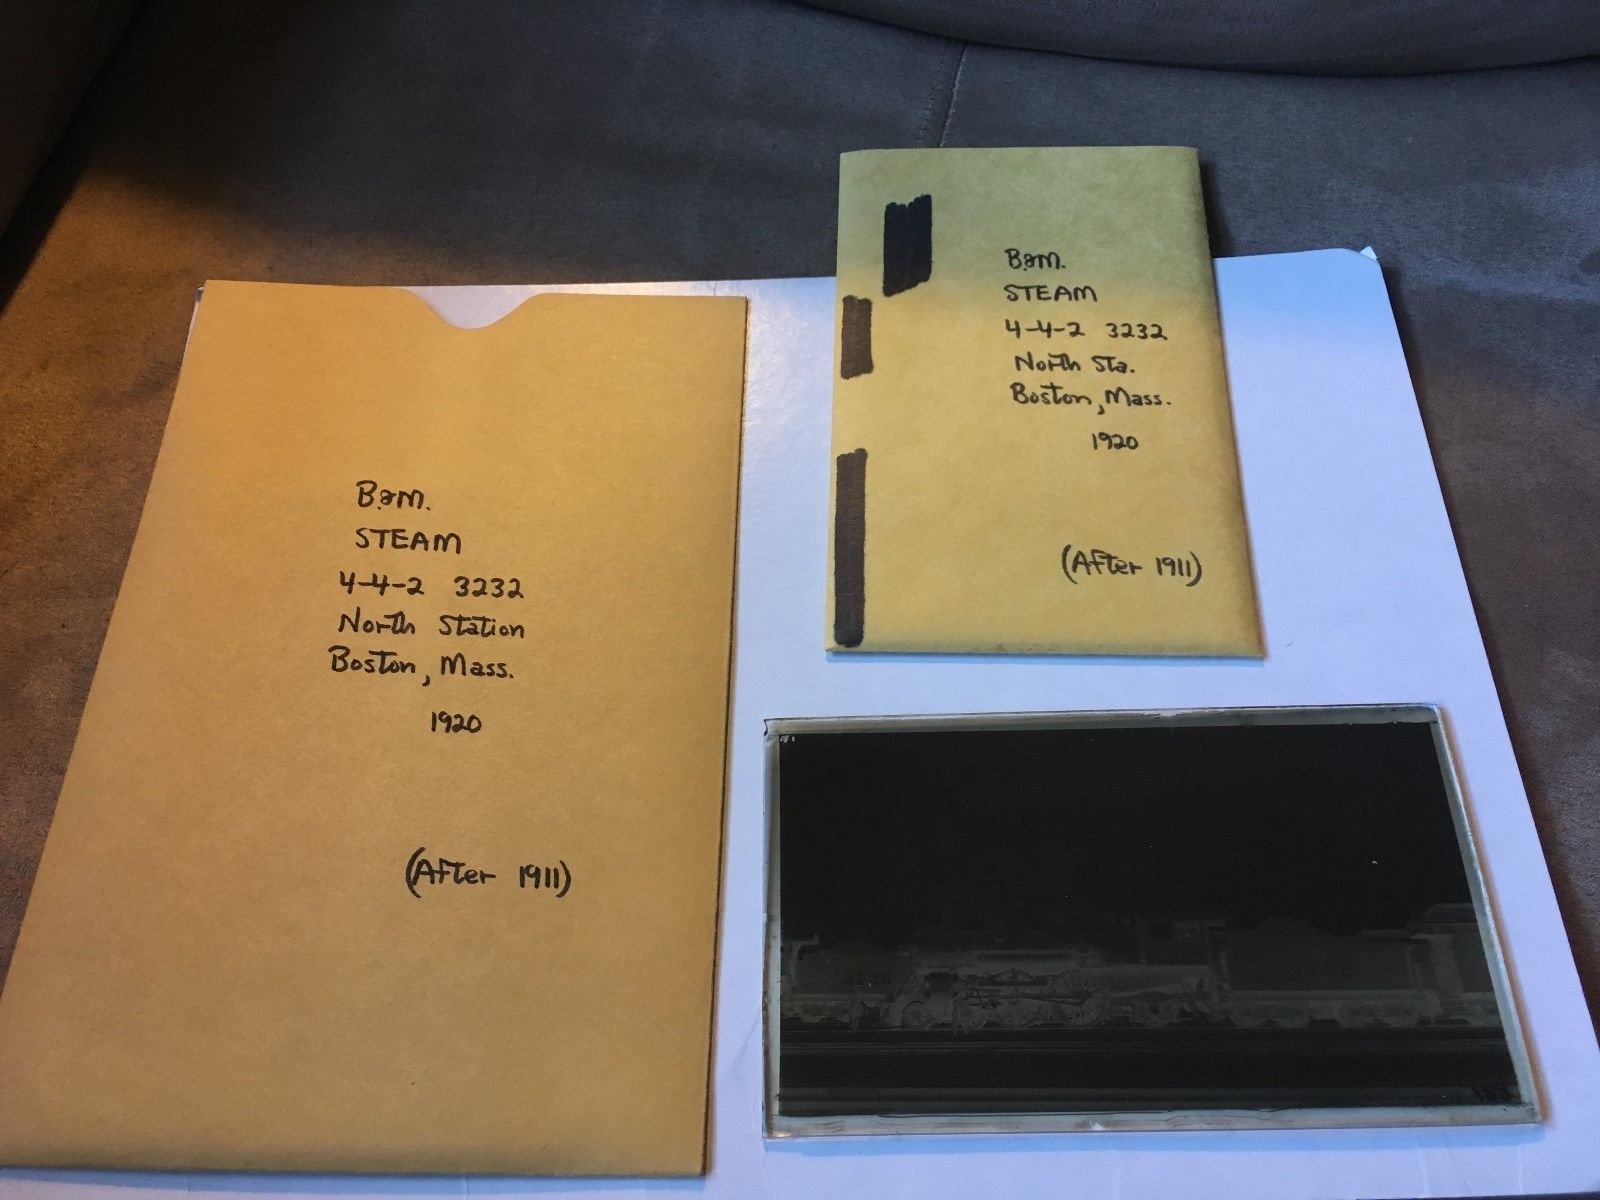 B&M.
STEAM
4-4-2 3232
North Station
Boston, Mass.
1920
(After 1911)
B&M.
STEAM
4-4-2 3232
North Sta.
Boston, Mass.
1920
(After 1911)